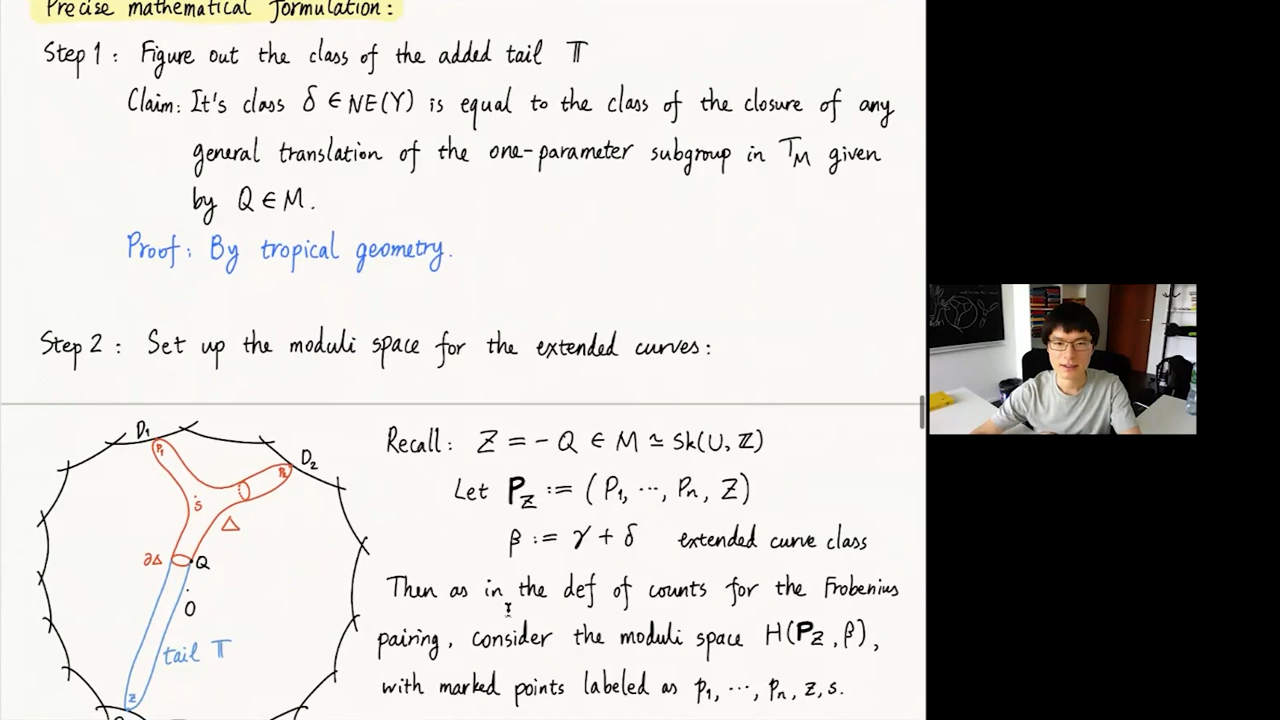 Precise mathematical formulation:
Step 1: Figure out the class of the added tail 𝕋
Claim: It's class δ ∈ NE(Y) is equal to the class of the closure of any
general translation of the one-parameter subgroup in T_M given
by Q ∈ M.
Proof: By tropical geometry.
Step 2: Set up the moduli space for the extended curves:
D₁
P₁
D₂
P₂
s
Δ
∂Δ
Q
O
tail 𝕋
Z
Recall: Z = -Q ∈ M ≃ Sk(U, ℤ)
Let P_Z := (P₁, ⋯, Pₙ, Z)
β := γ + δ extended curve class
Then as in the def of counts for the Frobenius
pairing, consider the moduli space H(P_Z, β),
with marked points labeled as p₁, ⋯, pₙ, z, s.